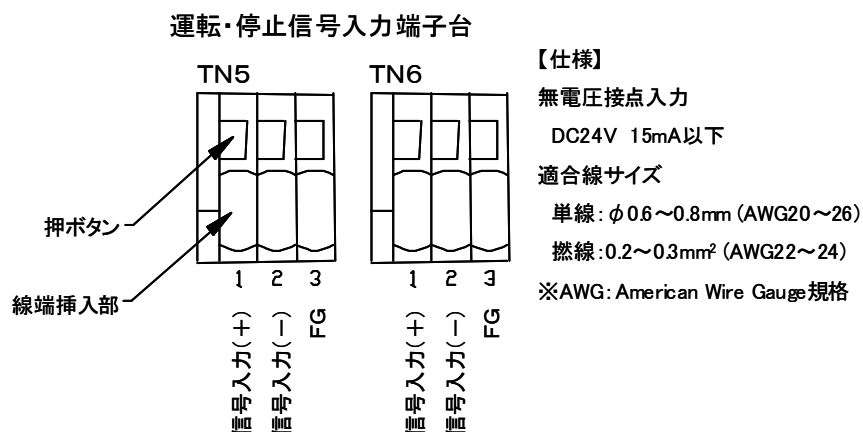 運転・停止信号入力端子台
TN5
TN6
押ボタン
線端挿入部
1 2 3
信号入力(+)
信号入力(-)
FG
1 2 3
信号入力(+)
信号入力(-)
FG
【仕様】
無電圧接点入力
DC24V 15mA以下
適合線サイズ
単線:φ0.6~0.8mm (AWG20~26)
撚線:0.2~0.3mm² (AWG22~24)
※AWG:American Wire Gauge規格